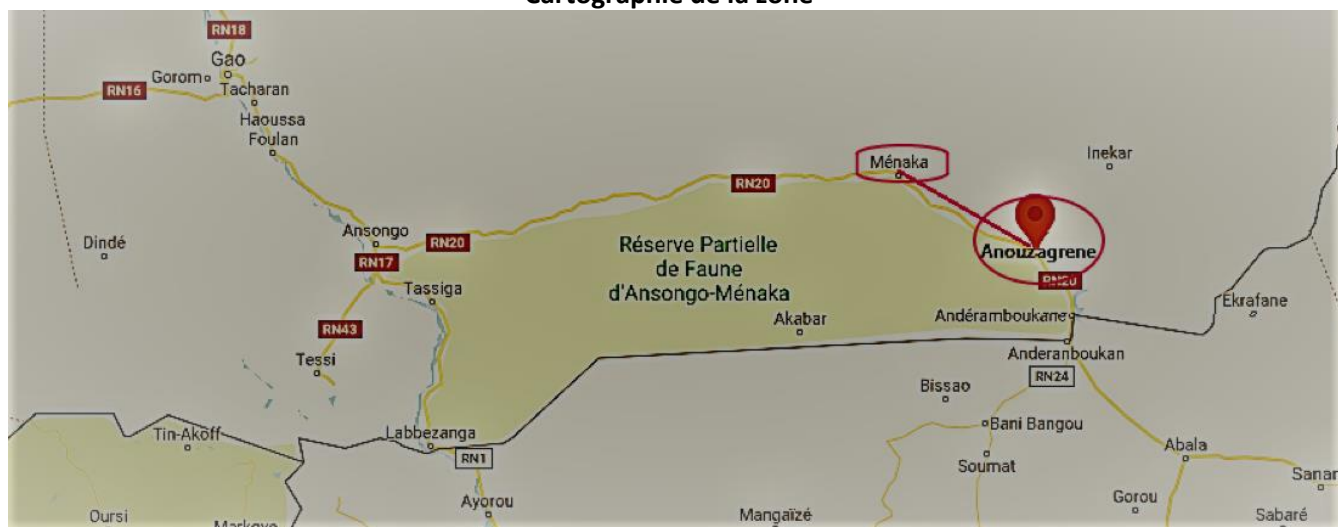 Cartographie de la zone
RN18
Gao
Gorom
RN16
Tacharan
Haoussa
Foulan
Ménaka
Inekar
RN20
Dindé
Ansongo
RN20
RN17
Réserve Partielle
de Faune
d'Ansongo-Ménaka
Anouzagrene
RN20
Tassiga
Ekrafane
RN43
Akabar
Andéramboukane
Tessi
Anderanboukan
RN24
Bissao
Tin-Akoff
Labbezanga
RN1
Bani Bangou
Abala
Soumat
Sanam
Ayorou
Gorou
Oursi
Markoye
Mangaïzé
Sabaré